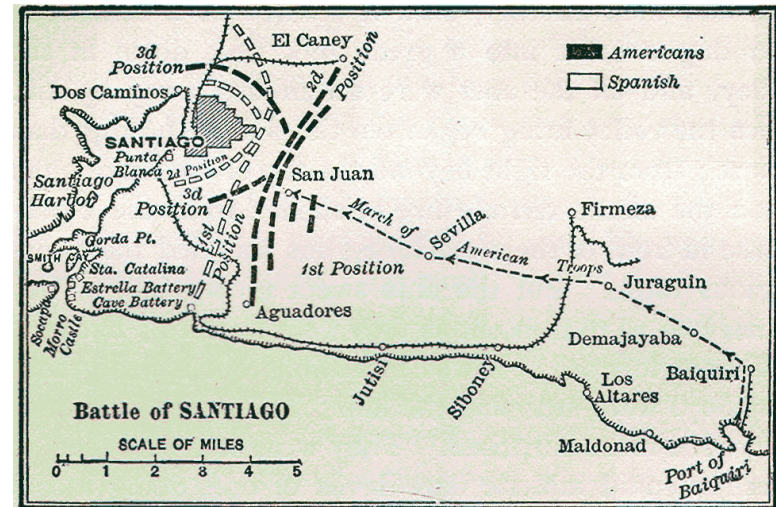 El Caney
3d
Position
2d
Position
Americans
Spanish
Dos Caminos
SANTIAGO
Punta
Blanca
2d Position
Santiago
Harbor
3d
Position
San Juan
March of
American
Troops
Firmeza
Sevilla
Gorda Pt.
1st
Position
SMITH CAY
Sta. Catalina
Estrella Battery
Cave Battery
1st Position
Juraguin
Socapa
Morro
Castle
Aguadores
Demajayaba
Jutisi
Siboney
Los
Altares
Baiquiri
Battle of SANTIAGO
SCALE OF MILES
0 1 2 3 4 5
Maldonad
Port of
Baiquiri